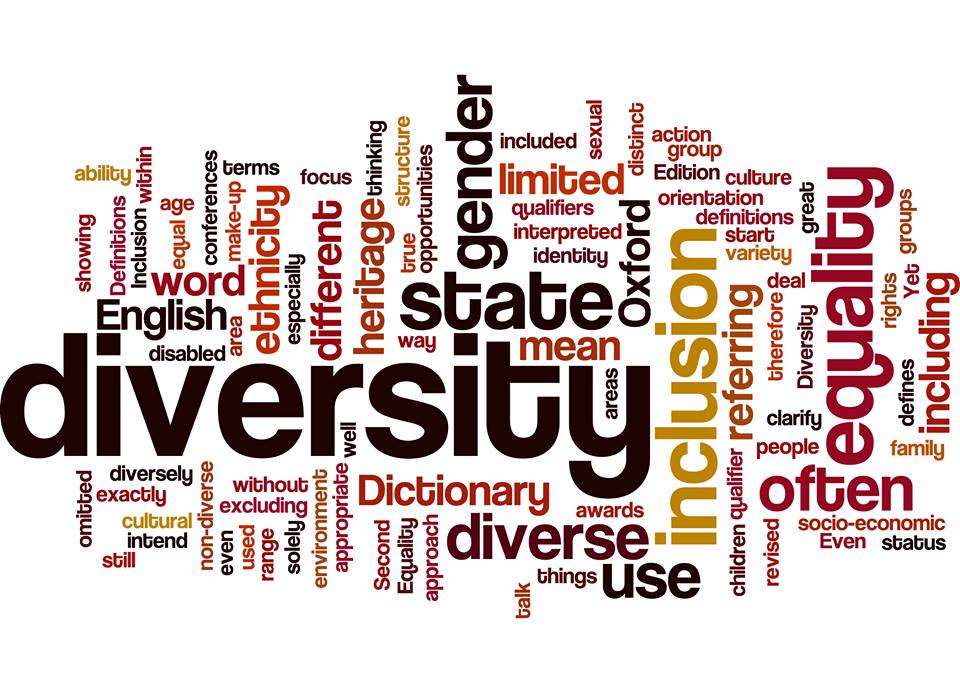 gender
sexual
distinct
included
action
group
thinking
structure
opportunities
true
within
ability
conferences
terms
focus
limited
Edition
culture
orientation
definitions
great
equality
groups
showing
Definitions
Inclusion
age
equal
make-up
ethnicity
especially
different
heritage
qualifiers
interpreted
identity
Oxford
start
variety
word
English
area
disabled
state
way
mean
inclusion
referring
deal
therefore
Diversity
rights
Yet
including
diversity
areas
well
clarify
defines
people
family
omitted
diversely
exactly
cultural
intend
still
non-diverse
even
used
range
without
excluding
solely
environment
appropriate
Dictionary
Second
Equality
approach
diverse
awards
things
talk
use
children
qualifier
revised
often
socio-economic
Even
status